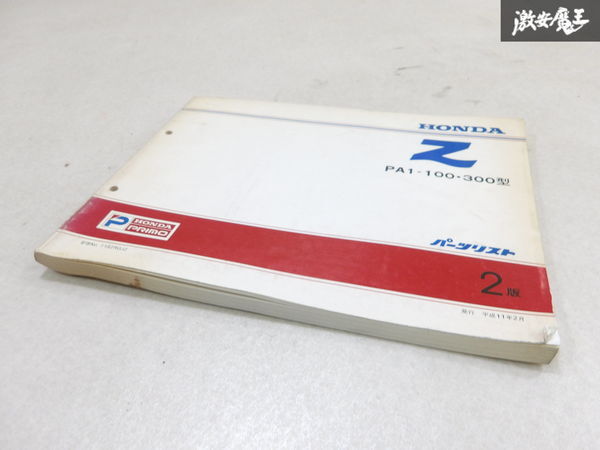 激安魔王
HONDA
Z
PA1-100・300型
パーツリスト
HONDA
PRIMO
2版
発行 平成11年2月